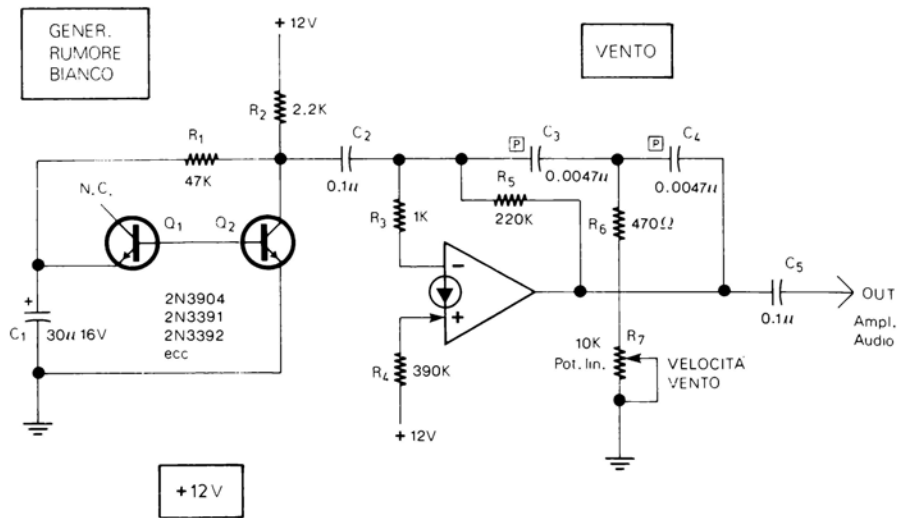 GENER.
RUMORE
BIANCO
+ 12V
VENTO
R2
2.2K
R1
47K
C2
0.1u
P
C3
0.0047u
P
C4
0.0047u
R5
220K
R3
1K
R6
470Ω
N.C.
Q1
Q2
+
C1
30u 16V
2N3904
2N3391
2N3392
ecc
−
+
R4
390K
+ 12V
C5
0.1u
OUT
Ampl.
Audio
10K
Pot. lin.
R7
VELOCITA
VENTO
+ 12 V